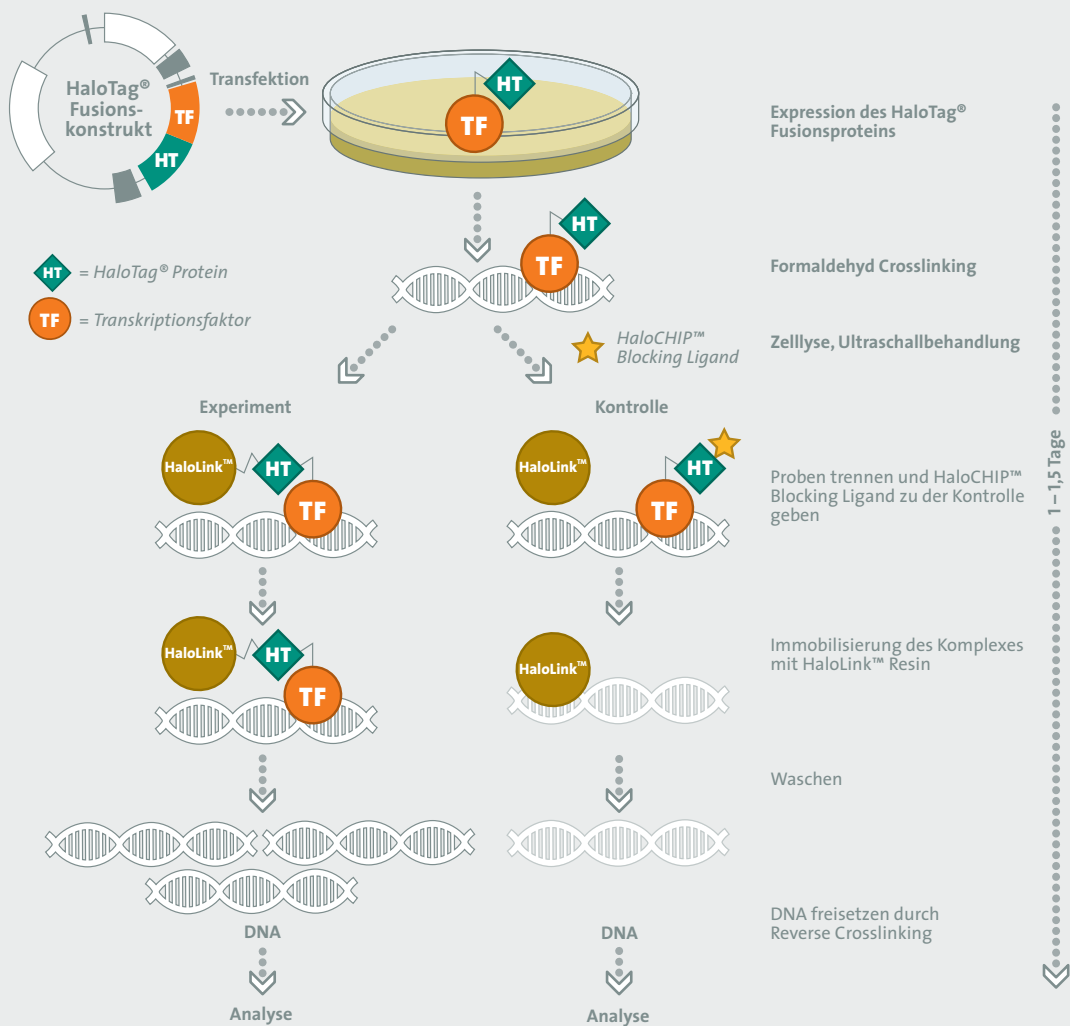 HaloTag®
Fusions-
konstrukt
TF
HT
Transfektion
HT
TF
Expression des HaloTag®
Fusionsproteins
HT = HaloTag® Protein
TF = Transkriptionsfaktor
HT
TF
Formaldehyd Crosslinking
HaloCHIP™
Blocking Ligand
Zelllyse, Ultraschallbehandlung
Experiment
Kontrolle
HaloLink™
HT
TF
HaloLink™
HT
TF
Proben trennen und HaloCHIP™
Blocking Ligand zu der Kontrolle
geben
1 – 1,5 Tage
HaloLink™
HT
TF
HaloLink™
Immobilisierung des Komplexes
mit HaloLink™ Resin
Waschen
DNA freisetzen durch
Reverse Crosslinking
DNA
DNA
Analyse
Analyse